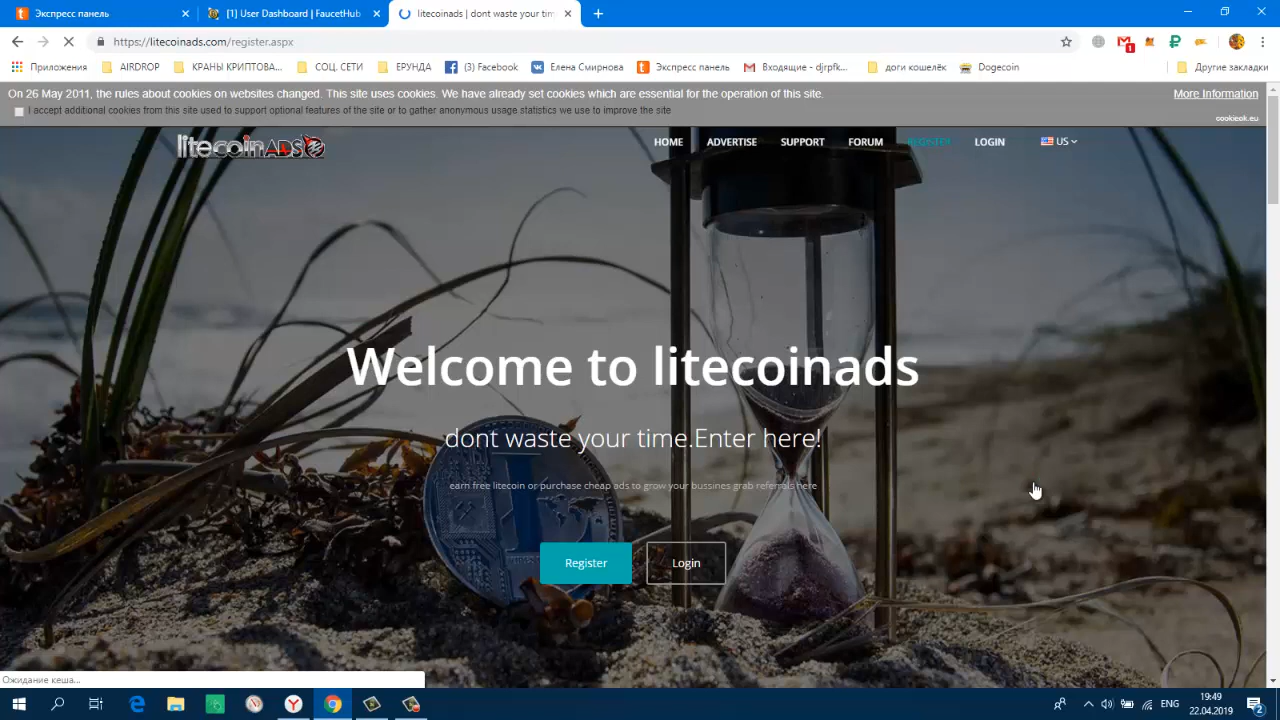 Экспресс панель
[1] User Dashboard | FaucetHub
litecoinads | dont waste your tim
https://litecoinads.com/register.aspx
1
Приложения
AIRDROP
КРАНЫ КРИПТОВА...
СОЦ. СЕТИ
ЕРУНДА
(3) Facebook
Елена Смирнова
Экспресс панель
Входящие - djrpfk...
доги кошелёк
Dogecoin
Другие закладки
On 26 May 2011, the rules about cookies on websites changed. This site uses cookies. We have already set cookies which are essential for the operation of this site.
More Information
I accept additional cookies from this site used to support optional features of the site or to gather anonymous usage statistics we use to improve the site
cookieok.eu
litecoinADS
HOME
ADVERTISE
SUPPORT
FORUM
REGISTER
LOGIN
US
Welcome to litecoinads
dont waste your time.Enter here!
earn free litecoin or purchase cheap ads to grow your bussines grab referrals here
Register
Login
Ожидание кеша...
ENG
19:49
22.04.2019
2